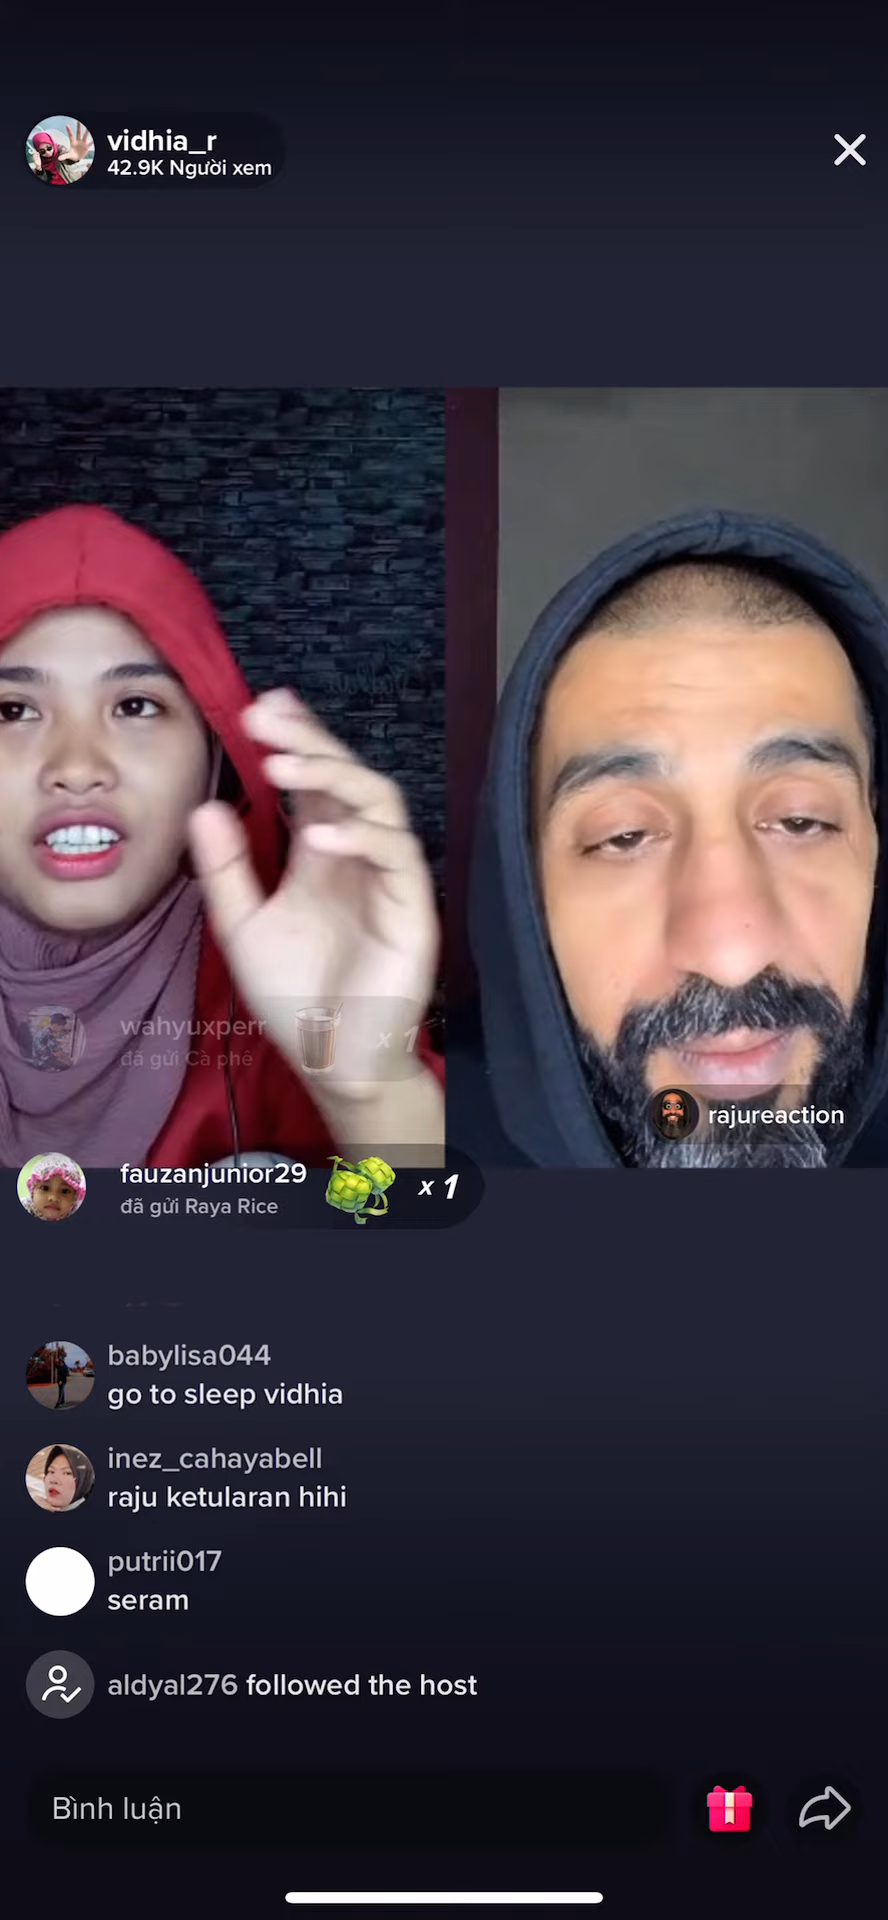 vidhia_r
42.9K Người xem
wahyuxperr
đã gửi Cà phê
x 1
rajureaction
fauzanjunior29
đã gửi Raya Rice
x 1
babylisa044
go to sleep vidhia
inez_cahayabell
raju ketularan hihi
putrii017
seram
aldyal276 followed the host
Bình luận